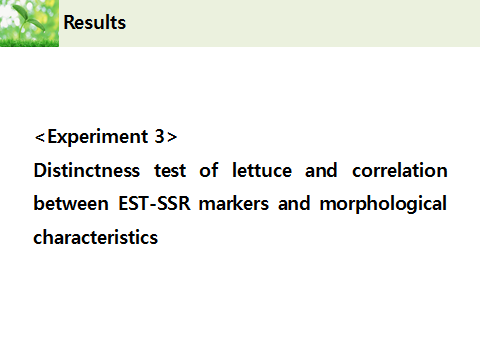 Results
<Experiment 3>
Distinctness test of lettuce and correlation
between EST-SSR markers and morphological
characteristics